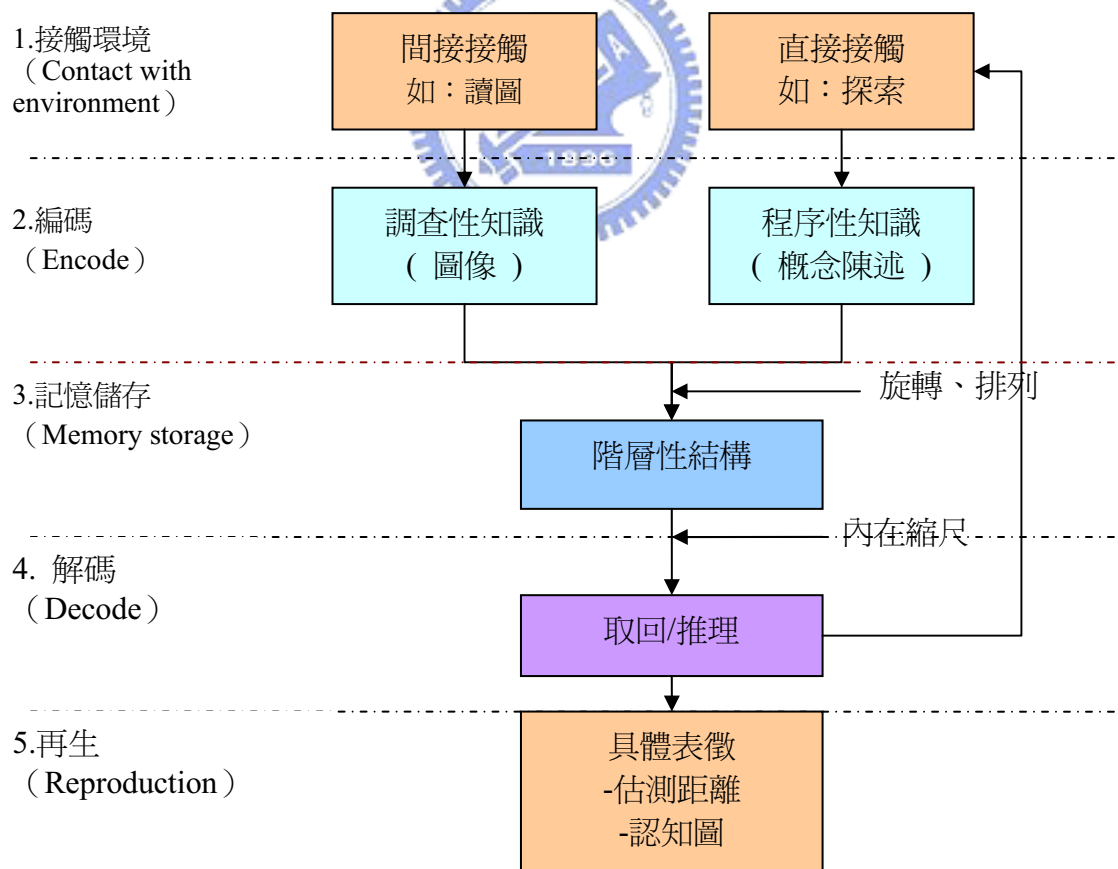 1.接觸環境
（Contact with
environment）
間接接觸
如：讀圖
直接接觸
如：探索
1896
2.編碼
（Encode）
調查性知識
( 圖像 )
程序性知識
( 概念陳述 )
3.記憶儲存
（Memory storage）
旋轉、排列
階層性結構
內在縮尺
4. 解碼
（Decode）
取回/推理
5.再生
（Reproduction）
具體表徵
-估測距離
-認知圖